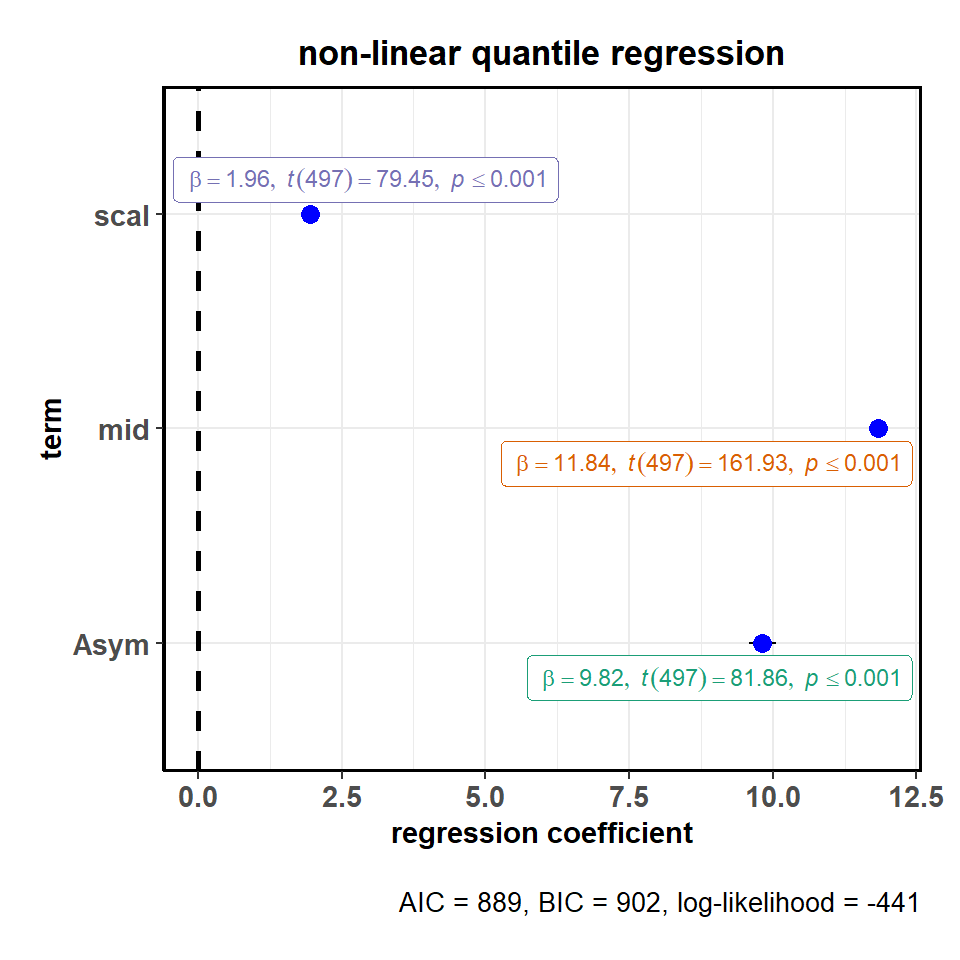 non-linear quantile regression
β = 1.96, t(497) = 79.45, p ≤ 0.001
scal
term
mid
β = 11.84, t(497) = 161.93, p ≤ 0.001
Asym
β = 9.82, t(497) = 81.86, p ≤ 0.001
0.0 2.5 5.0 7.5 10.0 12.5
regression coefficient
AIC = 889, BIC = 902, log-likelihood = -441